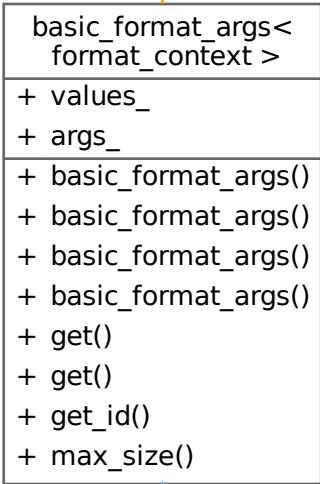 basic_format_args<
format_context >
+ values_
+ args_
+ basic_format_args()
+ basic_format_args()
+ basic_format_args()
+ basic_format_args()
+ get()
+ get()
+ get_id()
+ max_size()